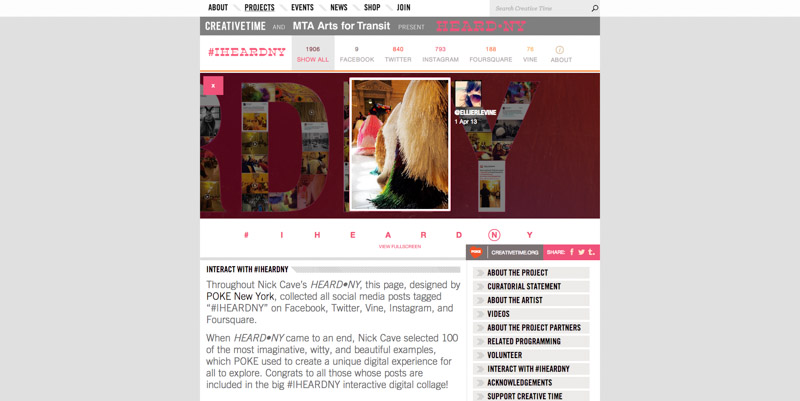 ABOUT PROJECTS EVENTS NEWS SHOP JOIN Search Creative Time
CREATIVETIME AND MTA Arts for Transit PRESENT HEARD•NY
#IHEARDNY
1906 SHOW ALL
9 FACEBOOK
840 TWITTER
793 INSTAGRAM
188 FOURSQUARE
76 VINE
i ABOUT
x
RD Y
@ELLIERLEVINE
1 Apr 13
# I H E A R D N Y
VIEW FULLSCREEN
POKE CREATIVETIME.ORG SHARE:
INTERACT WITH #IHEARDNY
Throughout Nick Cave's HEARD•NY, this page, designed by
POKE New York, collected all social media posts tagged
"#IHEARDNY" on Facebook, Twitter, Vine, Instagram, and
Foursquare.
When HEARD•NY came to an end, Nick Cave selected 100
of the most imaginative, witty, and beautiful examples,
which POKE used to create a unique digital experience for
all to explore. Congrats to all those whose posts are
included in the big #IHEARDNY interactive digital collage!
ABOUT THE PROJECT
CURATORIAL STATEMENT
ABOUT THE ARTIST
VIDEOS
ABOUT THE PROJECT PARTNERS
RELATED PROGRAMMING
VOLUNTEER
INTERACT WITH #IHEARDNY
ACKNOWLEDGEMENTS
SUPPORT CREATIVE TIME